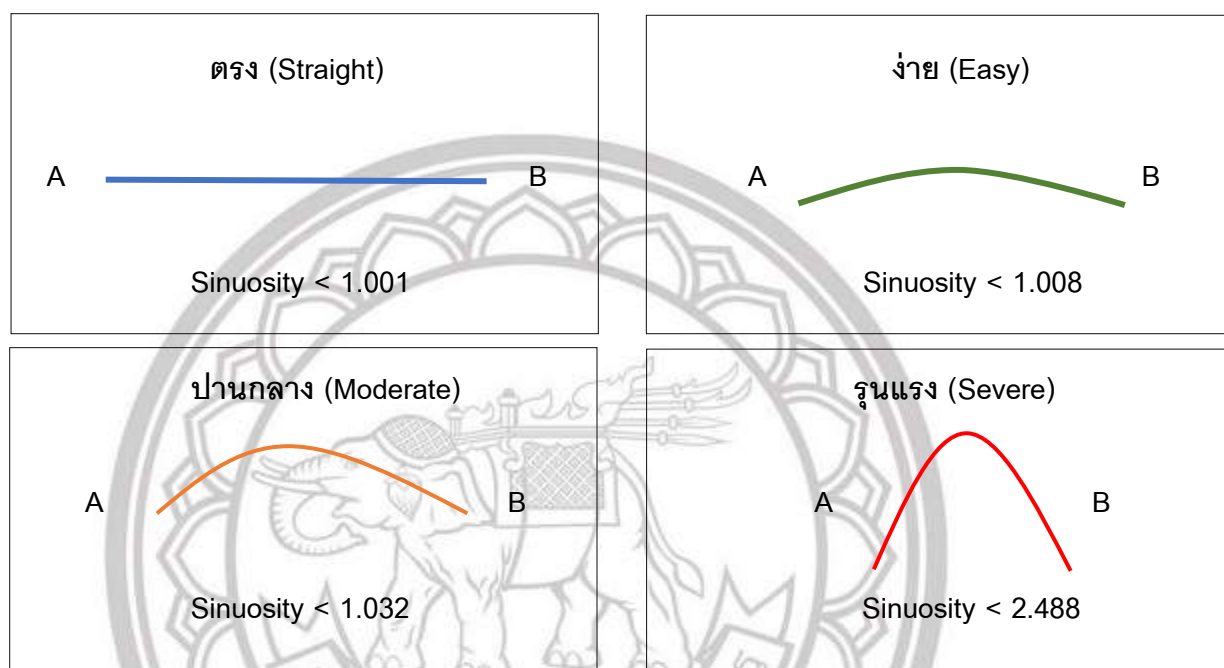 ตรง (Straight)
A
B
Sinuosity < 1.001
ง่าย (Easy)
A
B
Sinuosity < 1.008
ปานกลาง (Moderate)
A
B
Sinuosity < 1.032
รุนแรง (Severe)
A
B
Sinuosity < 2.488